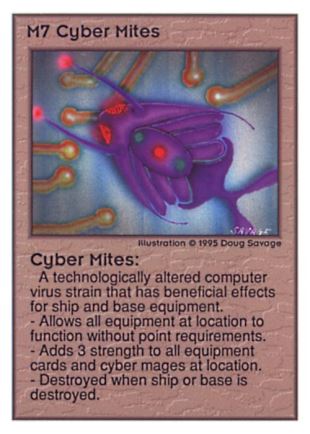 M7 Cyber Mites
SAVAGE
Illustration © 1995 Doug Savage
Cyber Mites:
A technologically altered computer
virus strain that has beneficial effects
for ship and base equipment.
- Allows all equipment at location to
function without point requirements.
- Adds 3 strength to all equipment
cards and cyber mages at location.
- Destroyed when ship or base is
destroyed.